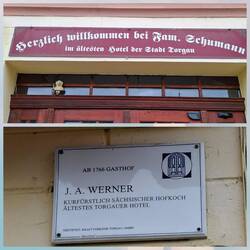 Herzlich willkommen bei Fam. Schumann
im ältesten Hotel der Stadt Torgau
AB 1766 GASTHOF
J. A. WERNER
KURFÜRSTLICH SÄCHSISCHER HOFKOCH
ÄLTESTES TORGAUER HOTEL